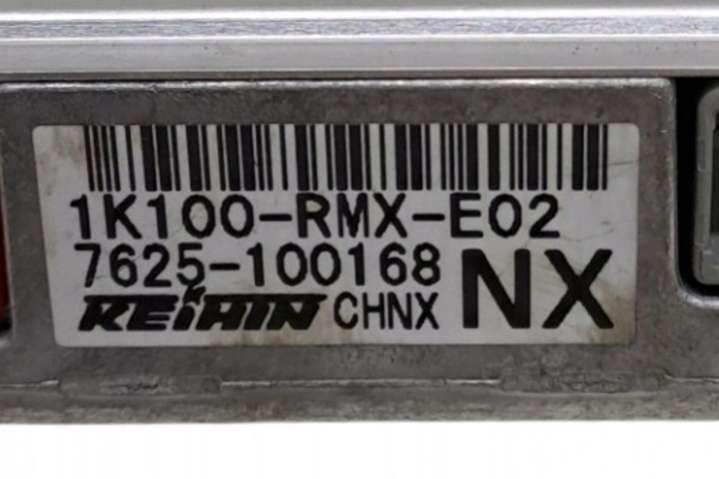 1K100-RMX-E02
7625-100168
KEIHIN CHNX NX